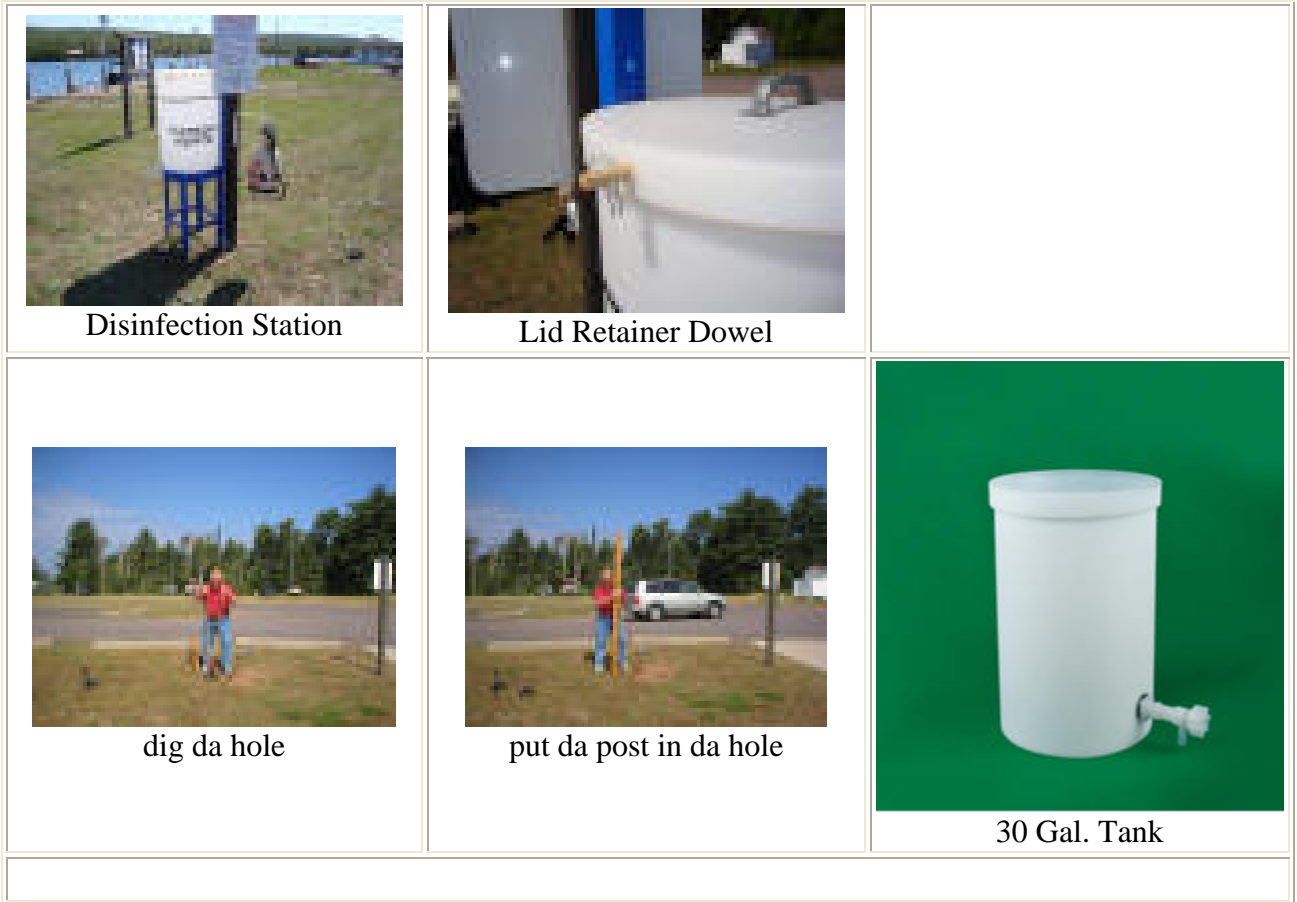 Disinfection Station
Lid Retainer Dowel
dig da hole
put da post in da hole
30 Gal. Tank